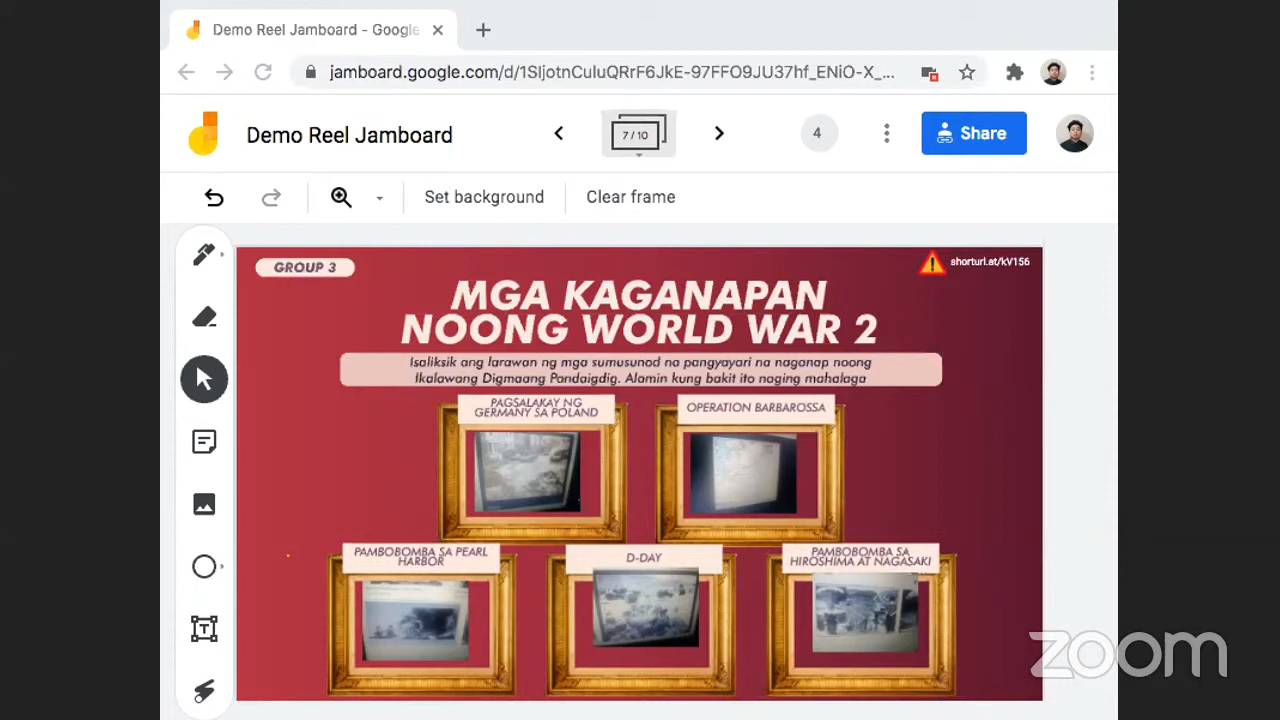 Demo Reel Jamboard - Google
jamboard.google.com/d/1SIjotnCuluQRrF6JkE-97FFO9JU37hf_ENiO-X_...
Demo Reel Jamboard
7 / 10
4
Share
Set background
Clear frame
GROUP 3
shorturl.at/kV156
MGA KAGANAPAN
NOONG WORLD WAR 2
Isaliksik ang larawan ng mga sumusunod na pangyayari na naganap noong
Ikalawang Digmaang Pandaigdig. Alamin kung bakit ito naging mahalaga
PAGSALAKAY NG
GERMANY SA POLAND
OPERATION BARBAROSSA
PAMBOBOMBA SA PEARL
HARBOR
D-DAY
PAMBOBOMBA SA
HIROSHIMA AT NAGASAKI
zoom